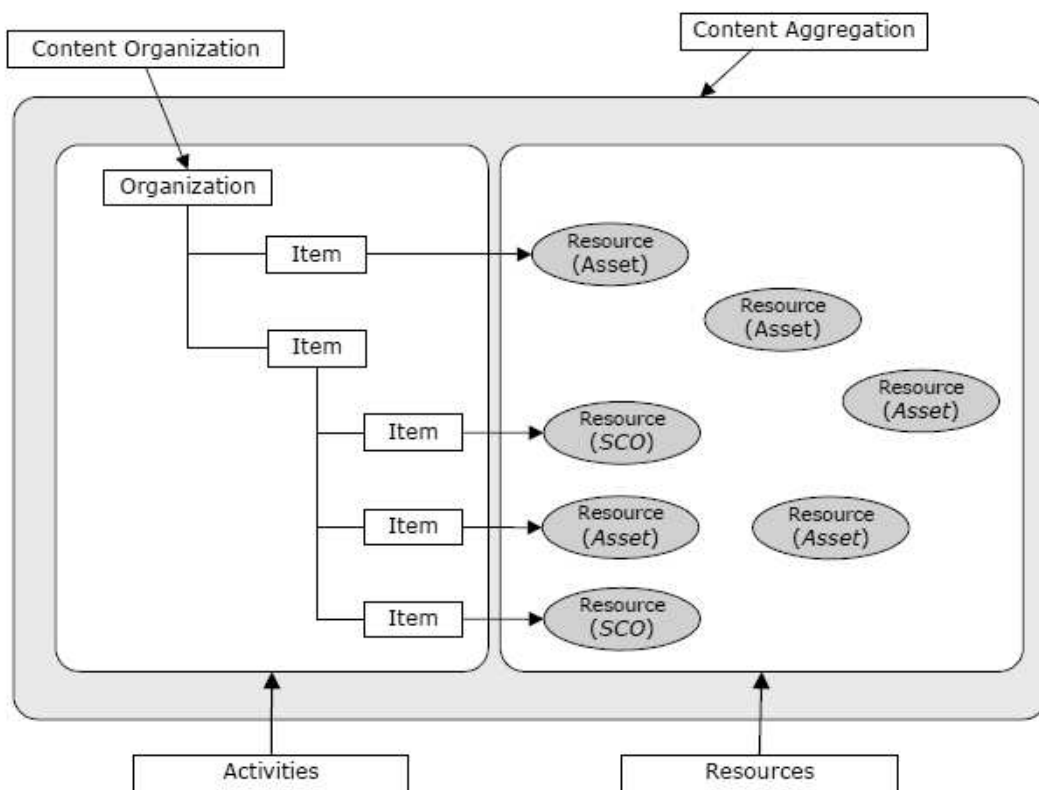 Content Organization
Content Aggregation
Organization
Item
Resource
(Asset)
Resource
(Asset)
Item
Resource
(Asset)
Item
Resource
(SCO)
Item
Resource
(Asset)
Resource
(Asset)
Item
Resource
(SCO)
Activities
Resources